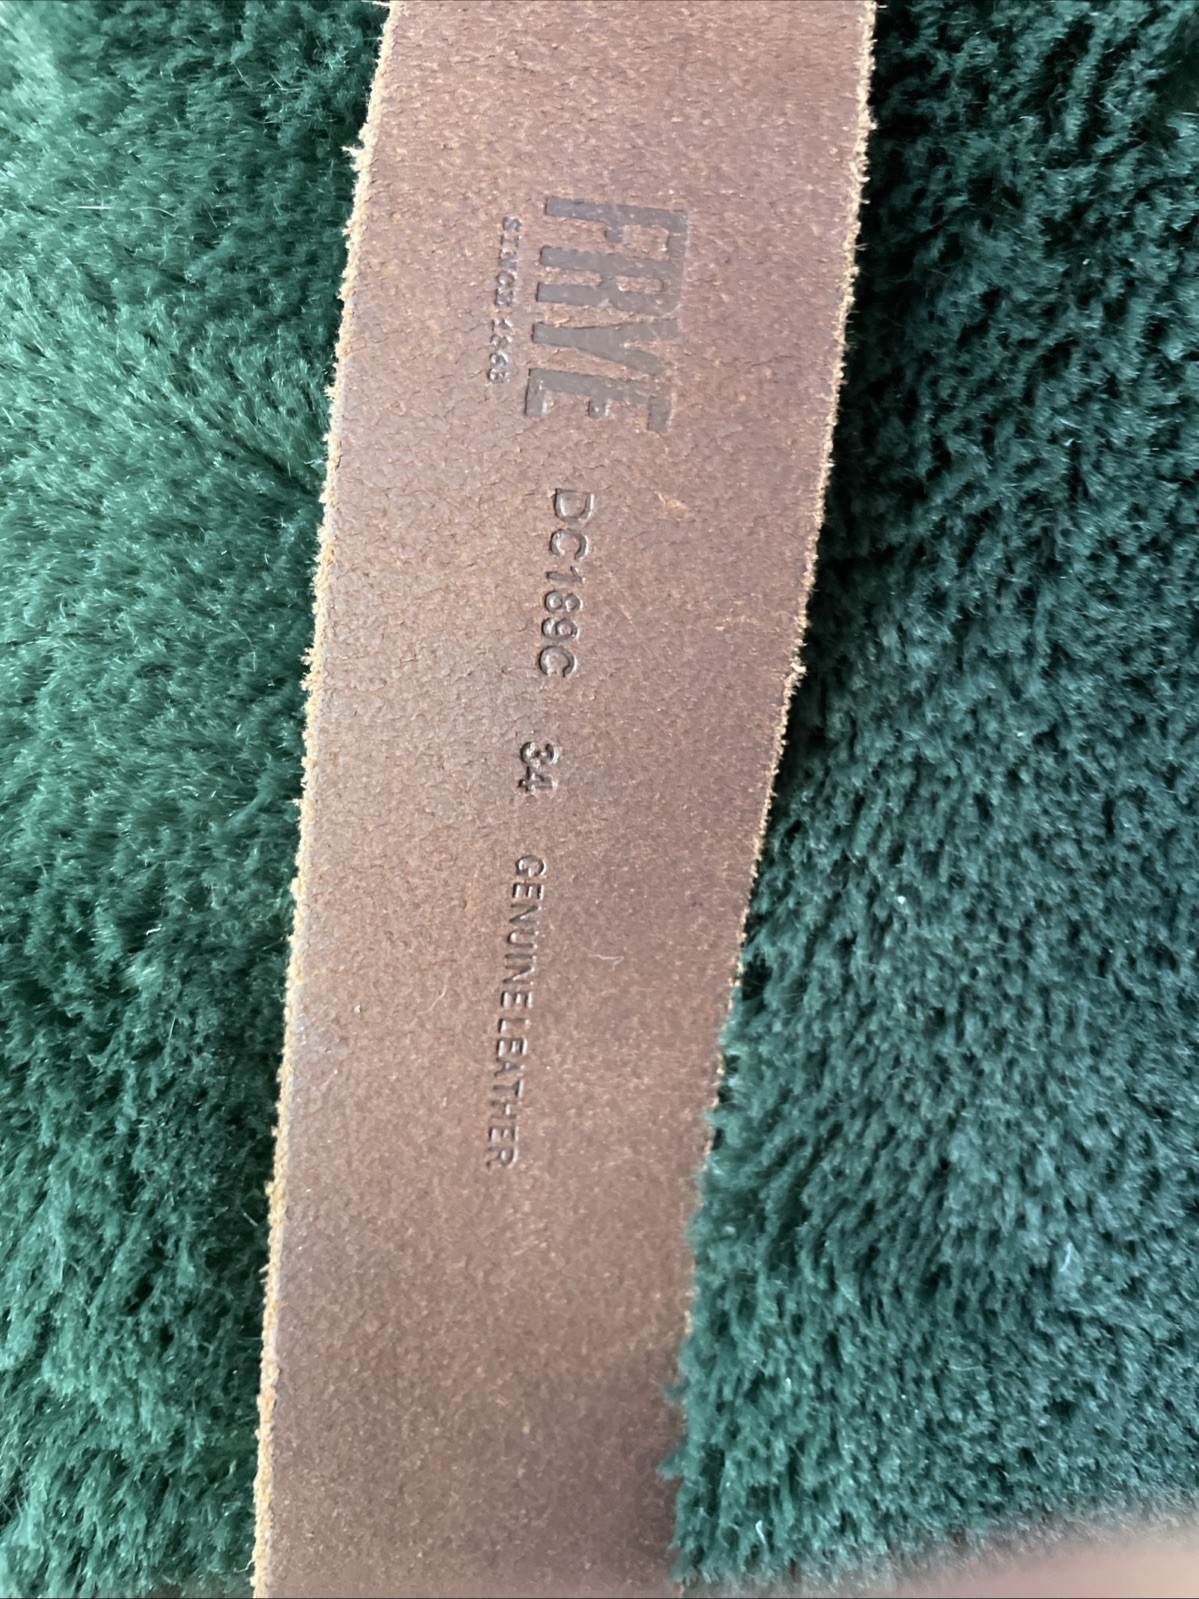 FRYE
SINCE 1863
DC189C 34 GENUINE LEATHER